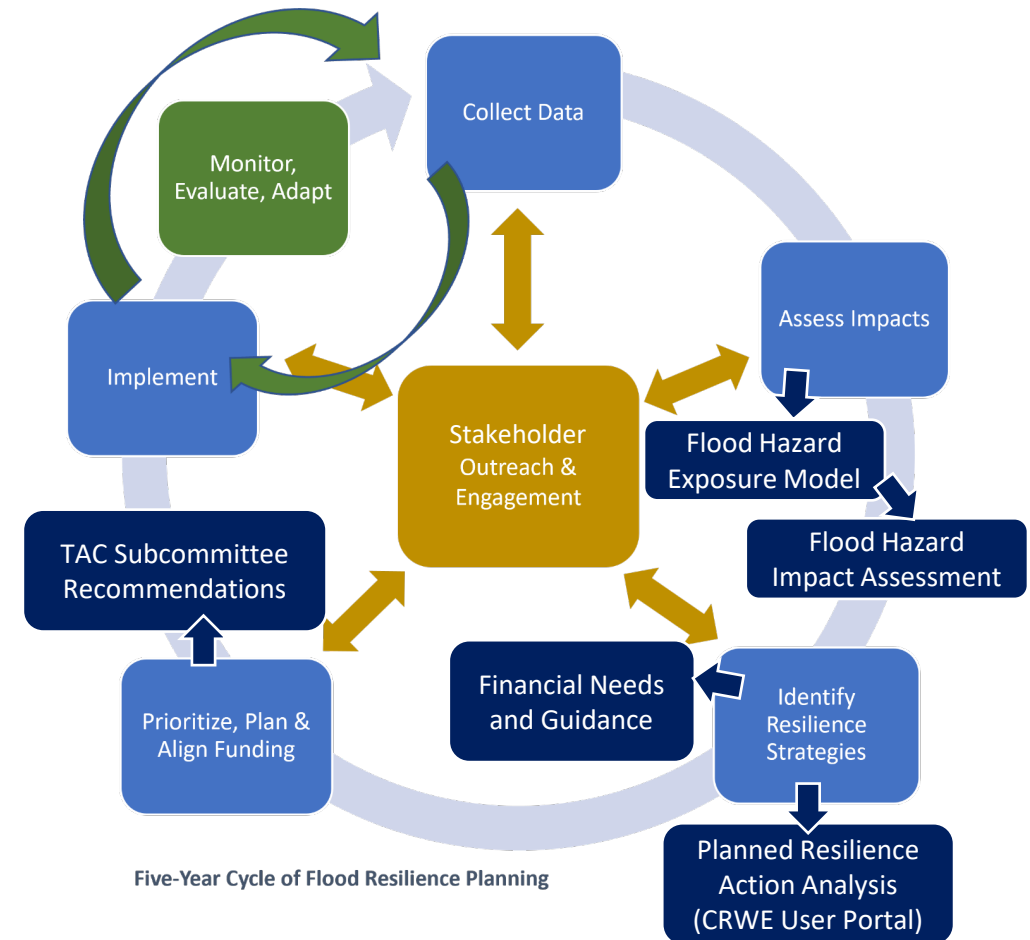 Collect Data
Monitor,
Evaluate, Adapt
Assess Impacts
Implement
Stakeholder
Outreach &
Engagement
Flood Hazard
Exposure Model
Flood Hazard
Impact Assessment
TAC Subcommittee
Recommendations
Prioritize, Plan &
Align Funding
Financial Needs
and Guidance
Identify
Resilience
Strategies
Planned Resilience
Action Analysis
(CRWE User Portal)
Five-Year Cycle of Flood Resilience Planning